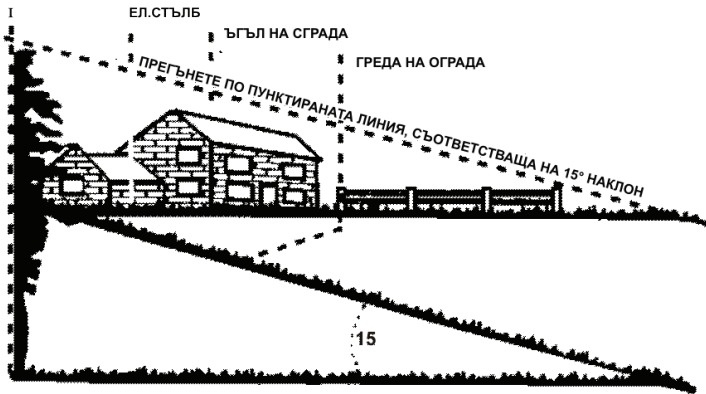 I
ЕЛ.СТЪЛБ
ЪГЪЛ НА СГРАДА
ГРЕДА НА ОГРАДА
ПРЕГЪНЕТЕ ПО ПУНКТИРАНАТА ЛИНИЯ, СЪОТВЕТСТВАЩА НА 15° НАКЛОН
15